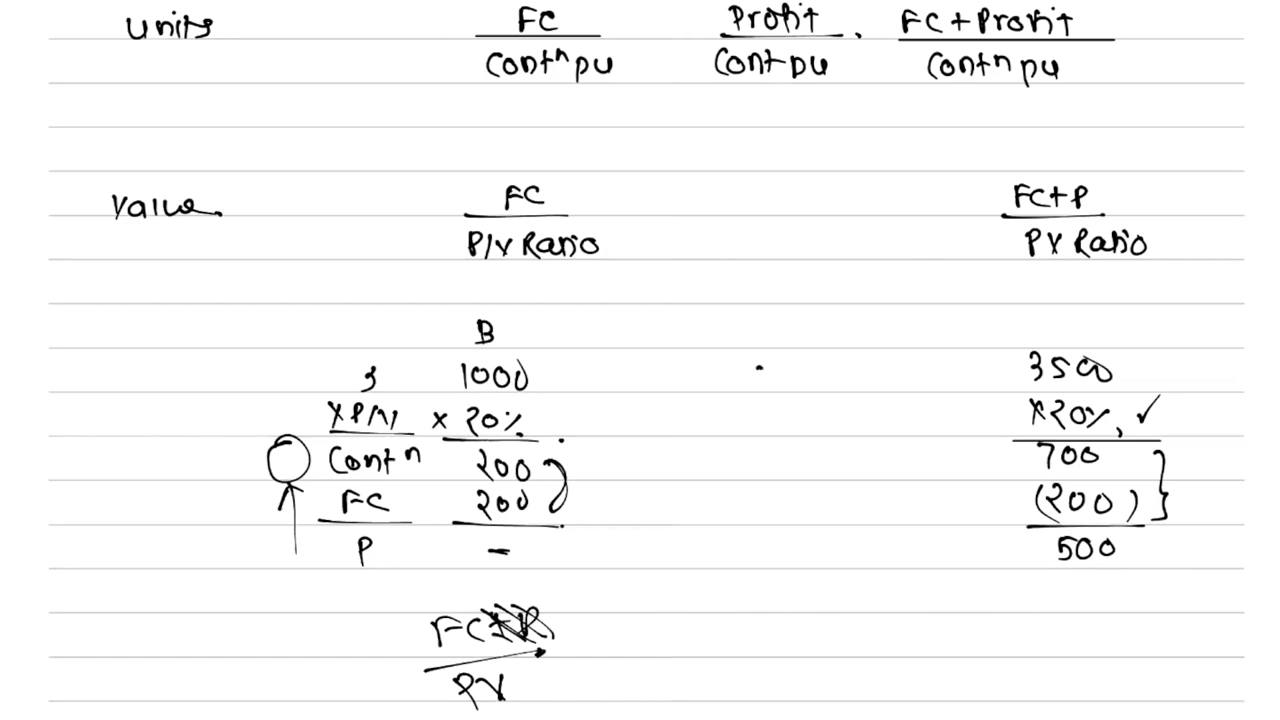 units FC/Contⁿ pu Profit/Cont pu . FC + Profit/Contⁿ pu
Value FC/P/V Ratio FC+P/PV Ratio
B
S 1000 3500
× P/V × 20% × 20% ✓
Contⁿ 200 700
FC 200 (200)
P - 500
FC
PV